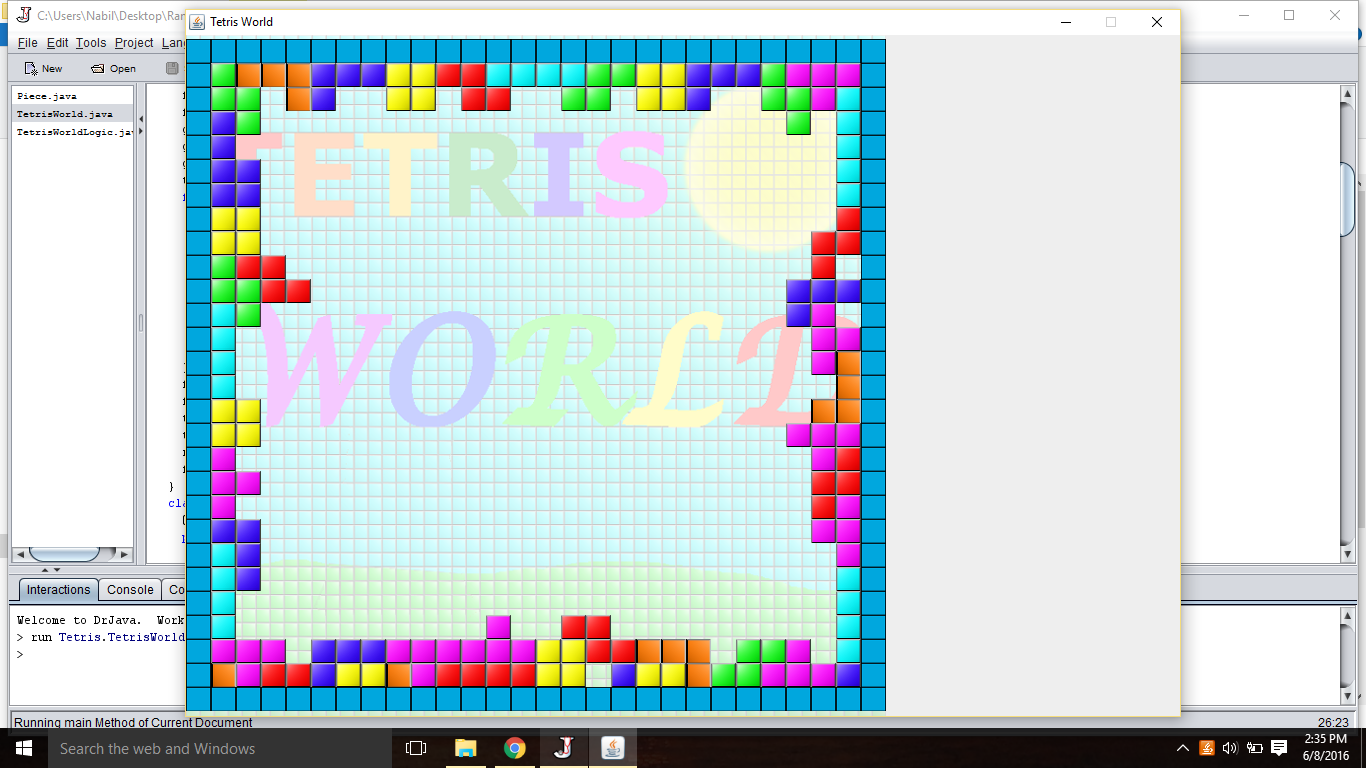 C:\Users\Nabil\Desktop\Ran
Tetris World
File Edit Tools Project Lang
New Open
Piece.java
TetrisWorld.java
TetrisWorldLogic.jav
TETRIS
WORLD
}
cla
{
Interactions Console Co
Welcome to DrJava. Work
> run Tetris.TetrisWorld
>
Running main Method of Current Document
26:23
Search the web and Windows
2:35 PM
6/8/2016